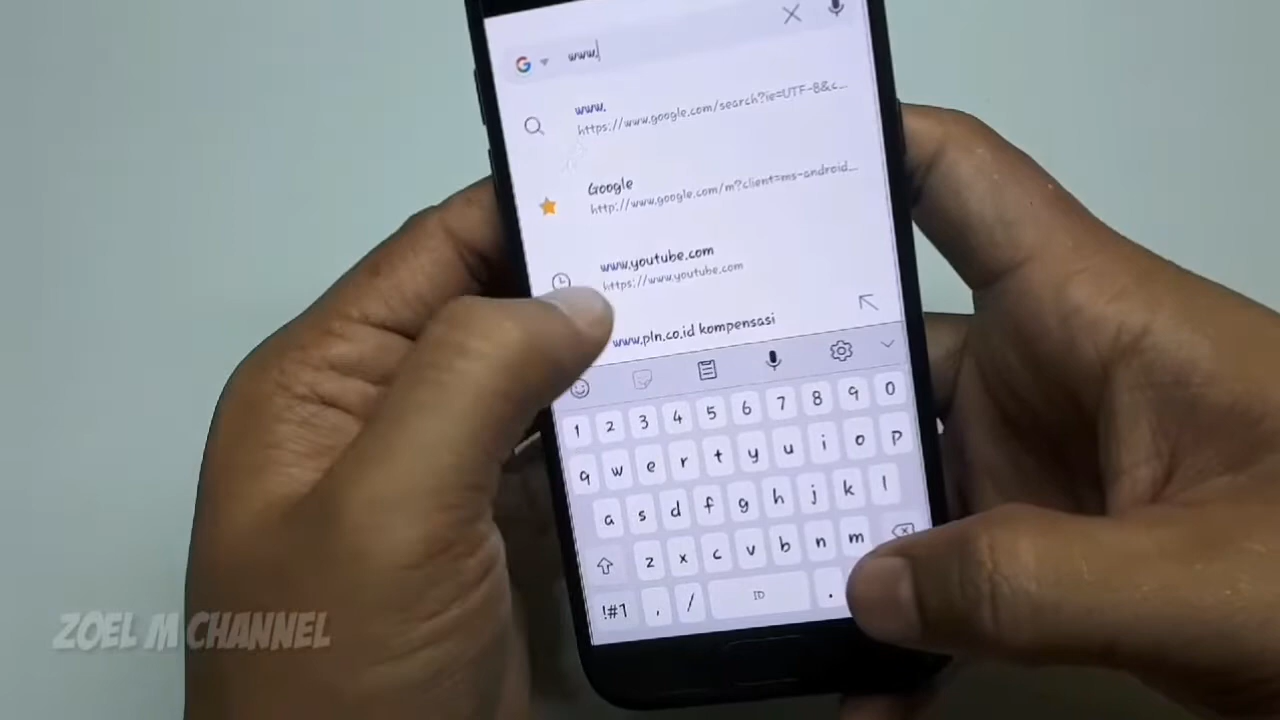 www.
www.
https://www.google.com/search?ie=UTF-8&c...
Google
http://www.google.com/m?client=ms-android...
www.youtube.com
https://www.youtube.com
www.pln.co.id kompensasi
1 2 3 4 5 6 7 8 9 0
q w e r t y u i o p
a s d f g h j k l
z x c v b n m
!#1 , / ID .
ZOEL M CHANNEL